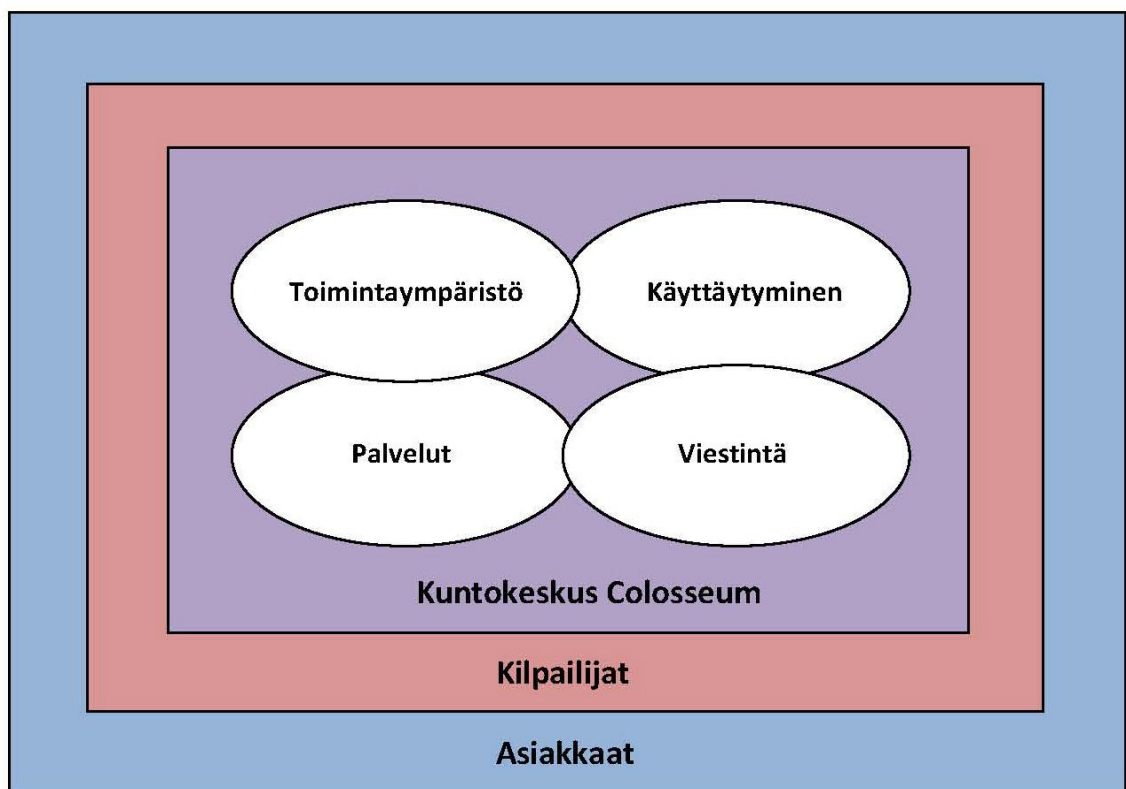 Toimintaympäristö
Käyttäytyminen
Palvelut
Viestintä
Kuntokeskus Colosseum
Kilpailijat
Asiakkaat